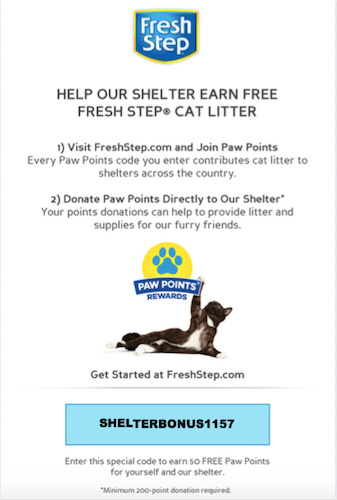 Fresh
Step
HELP OUR SHELTER EARN FREE
FRESH STEP® CAT LITTER
1) Visit FreshStep.com and Join Paw Points
Every Paw Points code you enter contributes cat litter to
shelters across the country.
2) Donate Paw Points Directly to Our Shelter*
Your points donations can help to provide litter and
supplies for our furry friends.
PAW POINTS®
REWARDS
Get Started at FreshStep.com
SHELTERBONUS1157
Enter this special code to earn 50 FREE Paw Points
for yourself and our shelter.
*Minimum 200-point donation required.